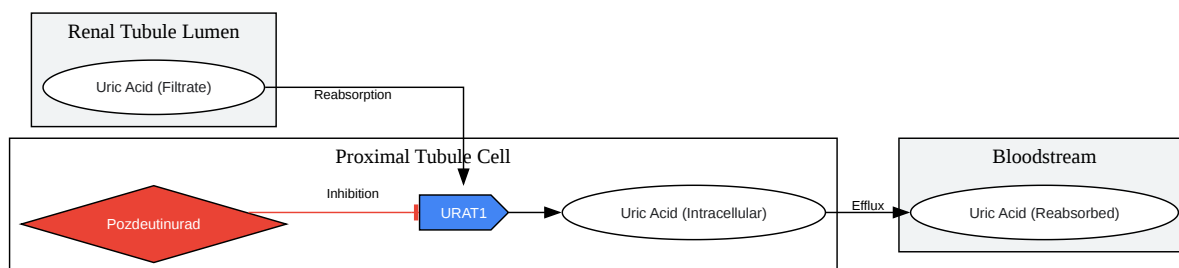 Renal Tubule Lumen
Uric Acid (Filtrate)
Reabsorption
Proximal Tubule Cell
Pozdeutinurad
Inhibition
URAT1
Uric Acid (Intracellular)
Efflux
Bloodstream
Uric Acid (Reabsorbed)